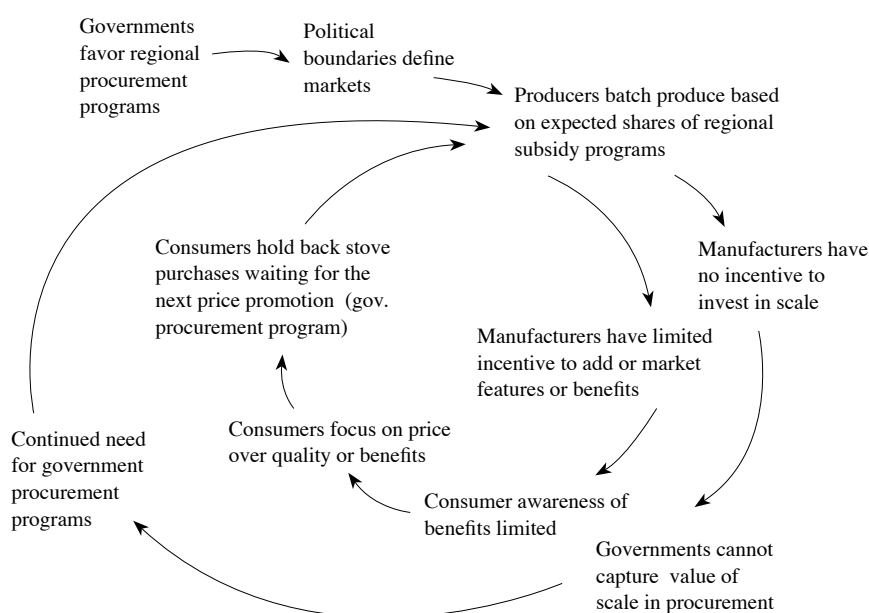 Governments
favor regional
procurement
programs
Political
boundaries define
markets
Producers batch produce based
on expected shares of regional
subsidy programs
Consumers hold back stove
purchases waiting for the
next price promotion (gov.
procurement program)
Manufacturers have
no incentive to
invest in scale
Manufacturers have limited
incentive to add or market
features or benefits
Continued need
for government
procurement
programs
Consumers focus on price
over quality or benefits
Consumer awareness of
benefits limited
Governments cannot
capture value of
scale in procurement